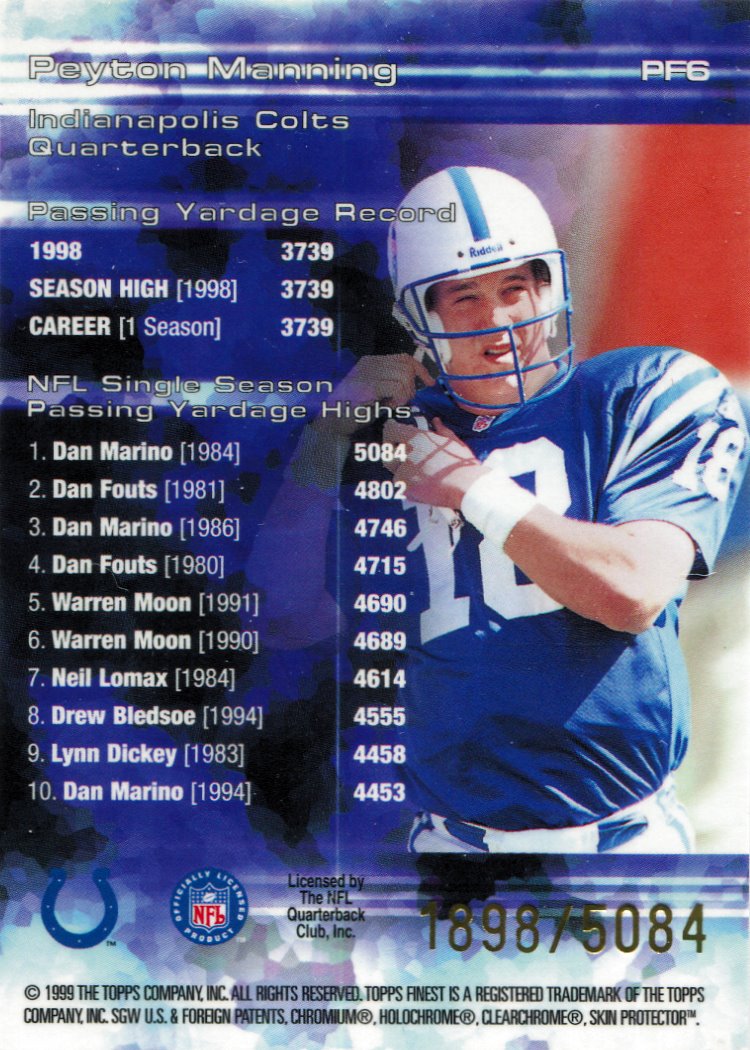 Peyton Manning PF6
Indianapolis Colts
Quarterback
Passing Yardage Record
1998 3739
SEASON HIGH [1998] 3739
CAREER [1 Season] 3739
NFL Single Season
Passing Yardage Highs
1. Dan Marino [1984] 5084
2. Dan Fouts [1981] 4802
3. Dan Marino [1986] 4746
4. Dan Fouts [1980] 4715
5. Warren Moon [1991] 4690
6. Warren Moon [1990] 4689
7. Neil Lomax [1984] 4614
8. Drew Bledsoe [1994] 4555
9. Lynn Dickey [1983] 4458
10. Dan Marino [1994] 4453
Riddell
18
18
TM
OFFICIALLY LICENSED
NFL
PRODUCT
Licensed by
The NFL
Quarterback
Club, Inc.
1898/5084
© 1999 THE TOPPS COMPANY, INC. ALL RIGHTS RESERVED. TOPPS FINEST IS A REGISTERED TRADEMARK OF THE TOPPS
COMPANY, INC. SGW U.S. & FOREIGN PATENTS, CHROMIUM®, HOLOCHROME®, CLEARCHROME®, SKIN PROTECTOR™.